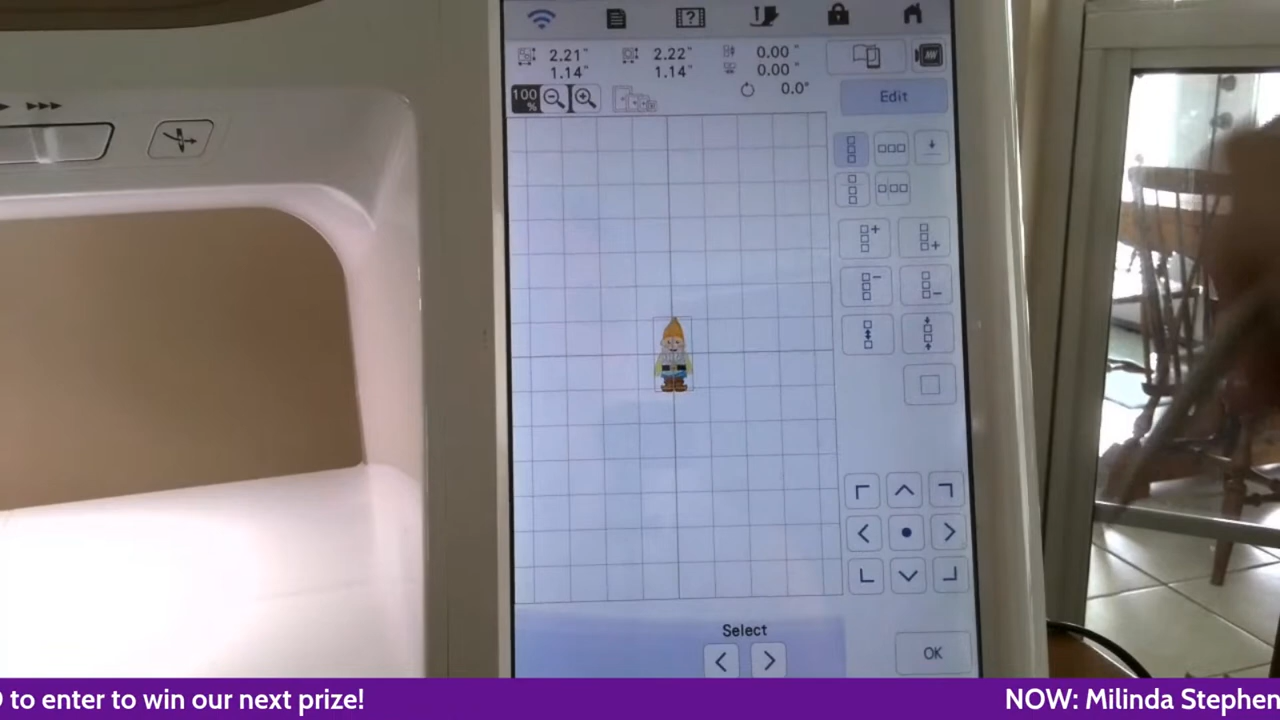 2.21" 2.22" 0.00 "
1.14" 1.14" 0.00 "
0.0°
100 %
Edit
Select
OK
to enter to win our next prize!
NOW: Milinda Stephen